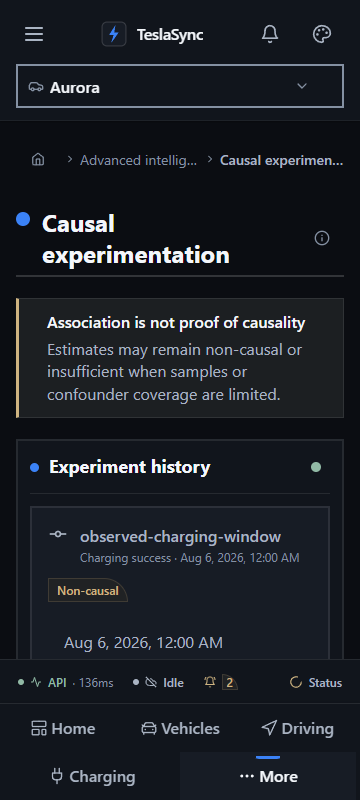 TeslaSync
Aurora
Advanced intellig... Causal experimen...
Causal
experimentation
Association is not proof of causality
Estimates may remain non-causal or
insufficient when samples or
confounder coverage are limited.
Experiment history
observed-charging-window
Charging success · Aug 6, 2026, 12:00 AM
Non-causal
Aug 6, 2026, 12:00 AM
API · 136ms Idle 2 Status
Home Vehicles Driving
Charging More